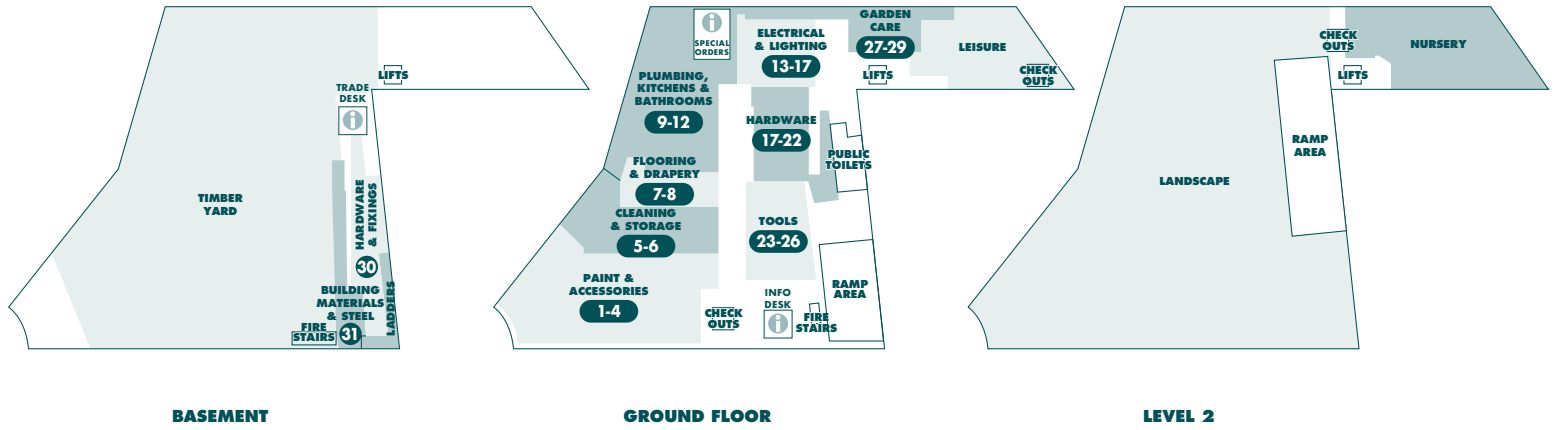 LIFTS
TRADE
DESK
i
TIMBER
YARD
HARDWARE
& FIXINGS
30
BUILDING
MATERIALS
& STEEL
31
LADDERS
FIRE
STAIRS
BASEMENT
i
SPECIAL
ORDERS
ELECTRICAL
& LIGHTING
13-17
GARDEN
CARE
27-29
LEISURE
LIFTS
CHECK
OUTS
PLUMBING,
KITCHENS &
BATHROOMS
9-12
HARDWARE
17-22
PUBLIC
TOILETS
FLOORING
& DRAPERY
7-8
CLEANING
& STORAGE
5-6
TOOLS
23-26
PAINT &
ACCESSORIES
1-4
CHECK
OUTS
INFO
DESK
i
FIRE
STAIRS
RAMP
AREA
GROUND FLOOR
CHECK
OUTS
LIFTS
NURSERY
RAMP
AREA
LANDSCAPE
LEVEL 2